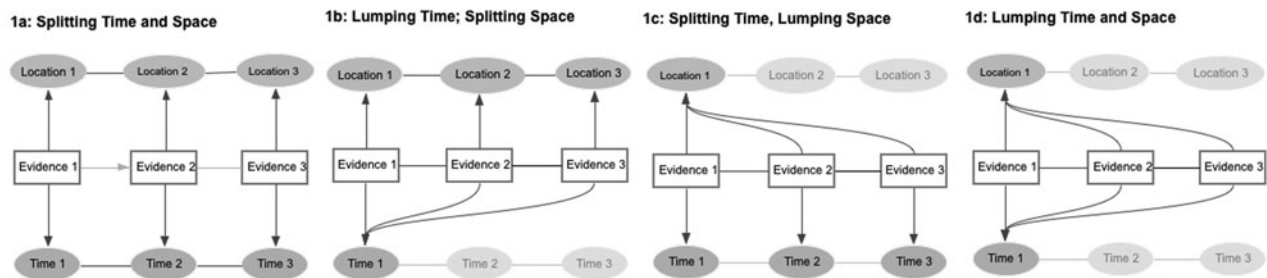 1a: Splitting Time and Space
Location 1
Location 2
Location 3
Evidence 1
Evidence 2
Evidence 3
Time 1
Time 2
Time 3
1b: Lumping Time; Splitting Space
Location 1
Location 2
Location 3
Evidence 1
Evidence 2
Evidence 3
Time 1
Time 2
Time 3
1c: Splitting Time, Lumping Space
Location 1
Location 2
Location 3
Evidence 1
Evidence 2
Evidence 3
Time 1
Time 2
Time 3
1d: Lumping Time and Space
Location 1
Location 2
Location 3
Evidence 1
Evidence 2
Evidence 3
Time 1
Time 2
Time 3